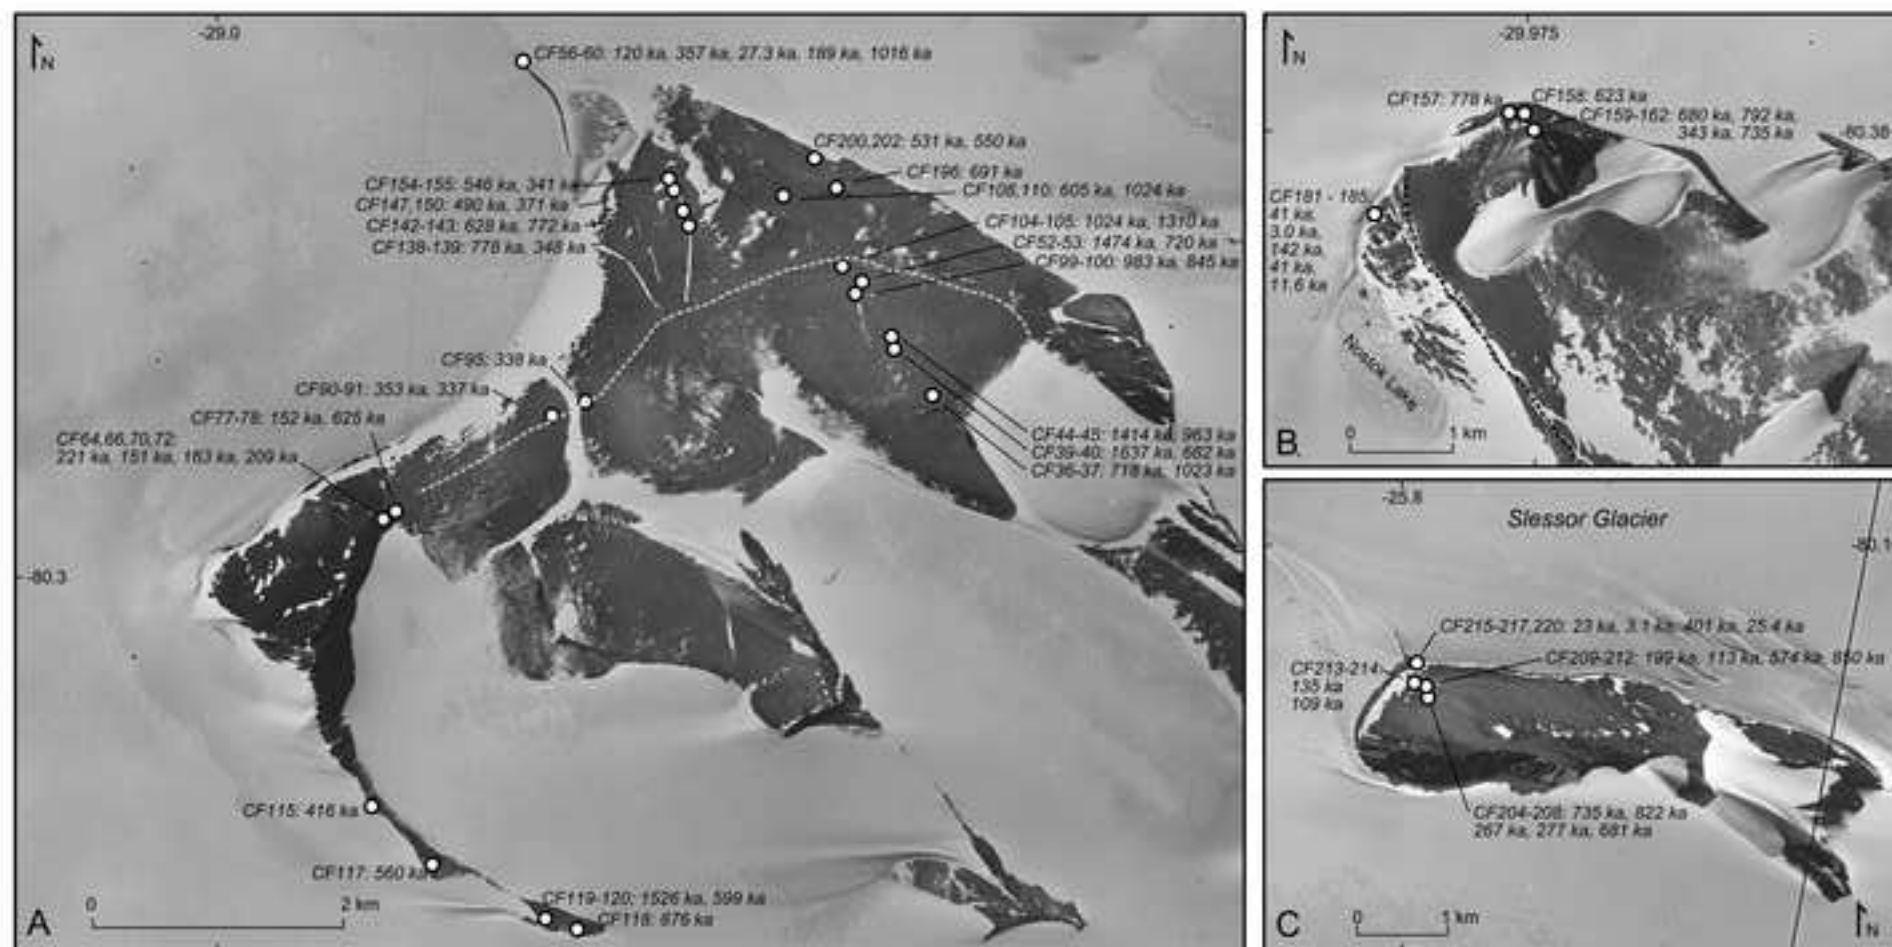 -29.0
N
CF56-60: 120 ka, 357 ka, 27.3 ka, 189 ka, 1016 ka
CF200,202: 531 ka, 550 ka
CF196: 691 ka
CF154-155: 546 ka, 341 ka
CF108,110: 605 ka, 1024 ka
CF147,150: 490 ka, 371 ka
CF142-143: 628 ka, 772 ka
CF104-105: 1024 ka, 1310 ka
CF138-139: 778 ka, 348 ka
CF52-53: 1474 ka, 720 ka
CF99-100: 983 ka, 845 ka
CF95: 338 ka
CF90-91: 353 ka, 337 ka
CF77-78: 152 ka, 625 ka
CF64,66,70,72:
221 ka, 151 ka, 163 ka, 209 ka
CF44-45: 1414 ka, 963 ka
CF39-40: 1637 ka, 662 ka
CF36-37: 718 ka, 1023 ka
-80.3
CF115: 416 ka
CF117: 560 ka
CF119-120: 1526 ka, 599 ka
CF118: 676 ka
0 2 km
A
-29.975
N
CF157: 778 ka
CF158: 623 ka
CF159-162: 680 ka, 792 ka,
343 ka, 735 ka
-80.38
CF181 - 185:
41 ka,
3.0 ka,
142 ka,
41 ka,
11.6 ka
Nostok Lake
B
0 1 km
-25.8
Slessor Glacier
-80.1
CF215-217,220: 23 ka, 3.1 ka, 401 ka, 25.4 ka
CF209-212: 199 ka, 113 ka, 574 ka, 850 ka
CF213-214:
135 ka
109 ka
CF204-208: 735 ka, 822 ka
267 ka, 277 ka, 681 ka
0 1 km
C
N